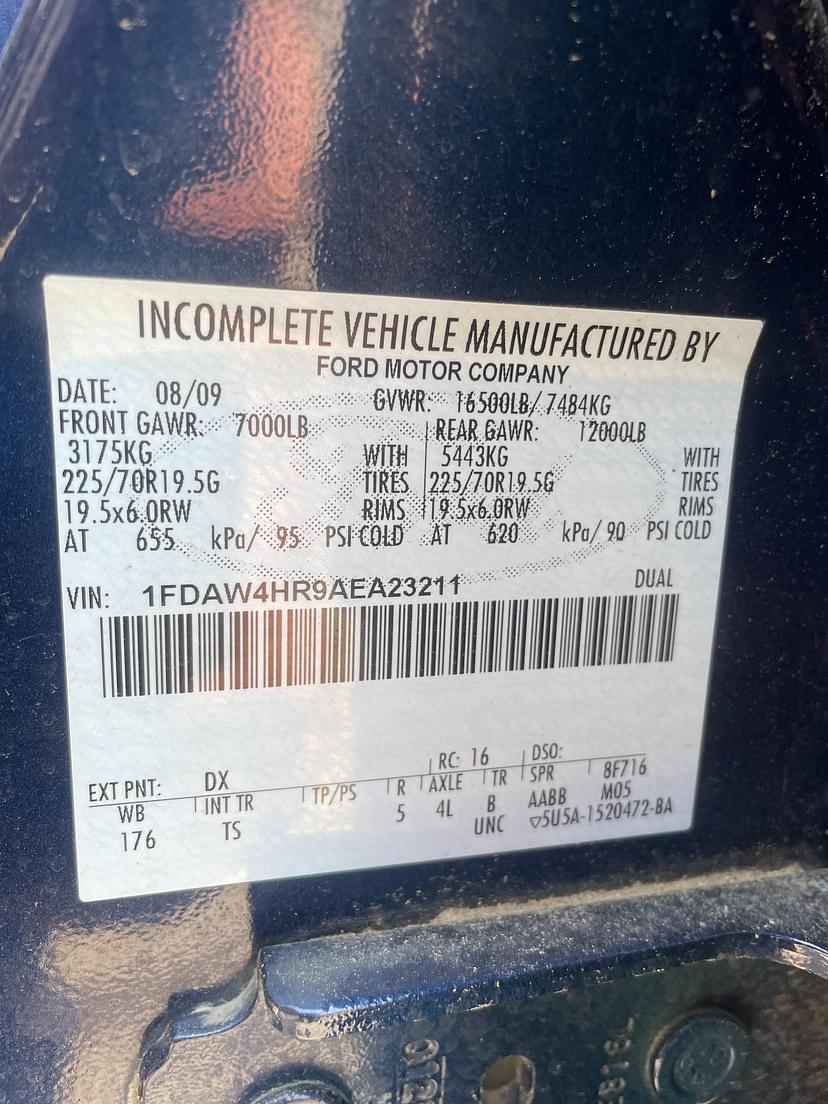 INCOMPLETE VEHICLE MANUFACTURED BY
FORD MOTOR COMPANY
DATE: 08/09 GVWR: 16500LB/ 7484KG
FRONT GAWR: 7000LB REAR GAWR: 12000LB
3175KG WITH 5443KG WITH
225/70R19.5G TIRES 225/70R19.5G TIRES
19.5x6.0RW RIMS 19.5x6.0RW RIMS
AT 655 kPa/ 95 PSI COLD AT 620 kPa/ 90 PSI COLD
VIN: 1FDAW4HR9AEA23211 DUAL
RC: 16 DSO:
EXT PNT: DX
WB INT TR TP/PS R AXLE TR SPR 8F716
176 TS 5 4L B AABB M05
UNC ▽5U5A-1520472-BA